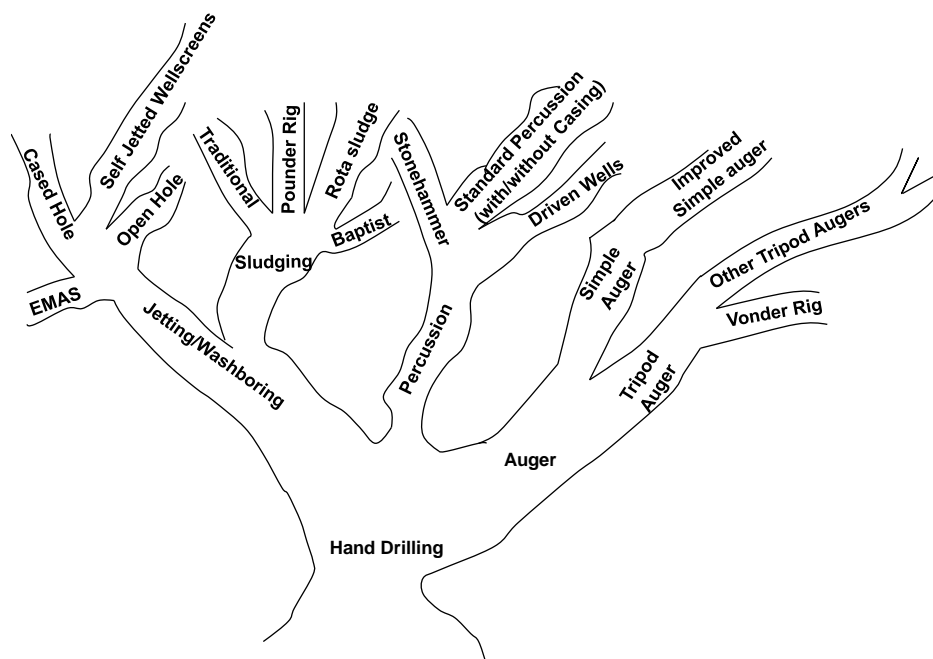 Cased Hole
Self Jetted Wellscreens
Open Hole
EMAS
Jetting/Washboring
Traditional
Pounder Rig
Rota sludge
Baptist
Sludging
Stonehammer
Standard Percussion
(with/without Casing)
Driven Wells
Percussion
Improved
Simple auger
Simple
Auger
Other Tripod Augers
Vonder Rig
Tripod
Auger
Auger
Hand Drilling